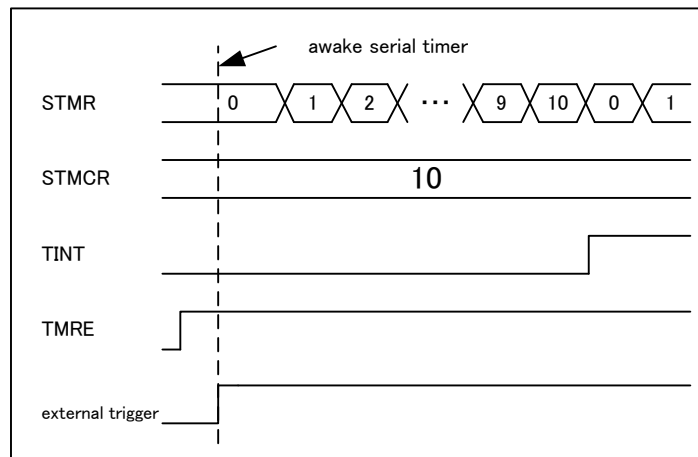 awake serial timer
STMR 0 1 2 ··· 9 10 0 1
STMCR 10
TINT
TMRE
external trigger